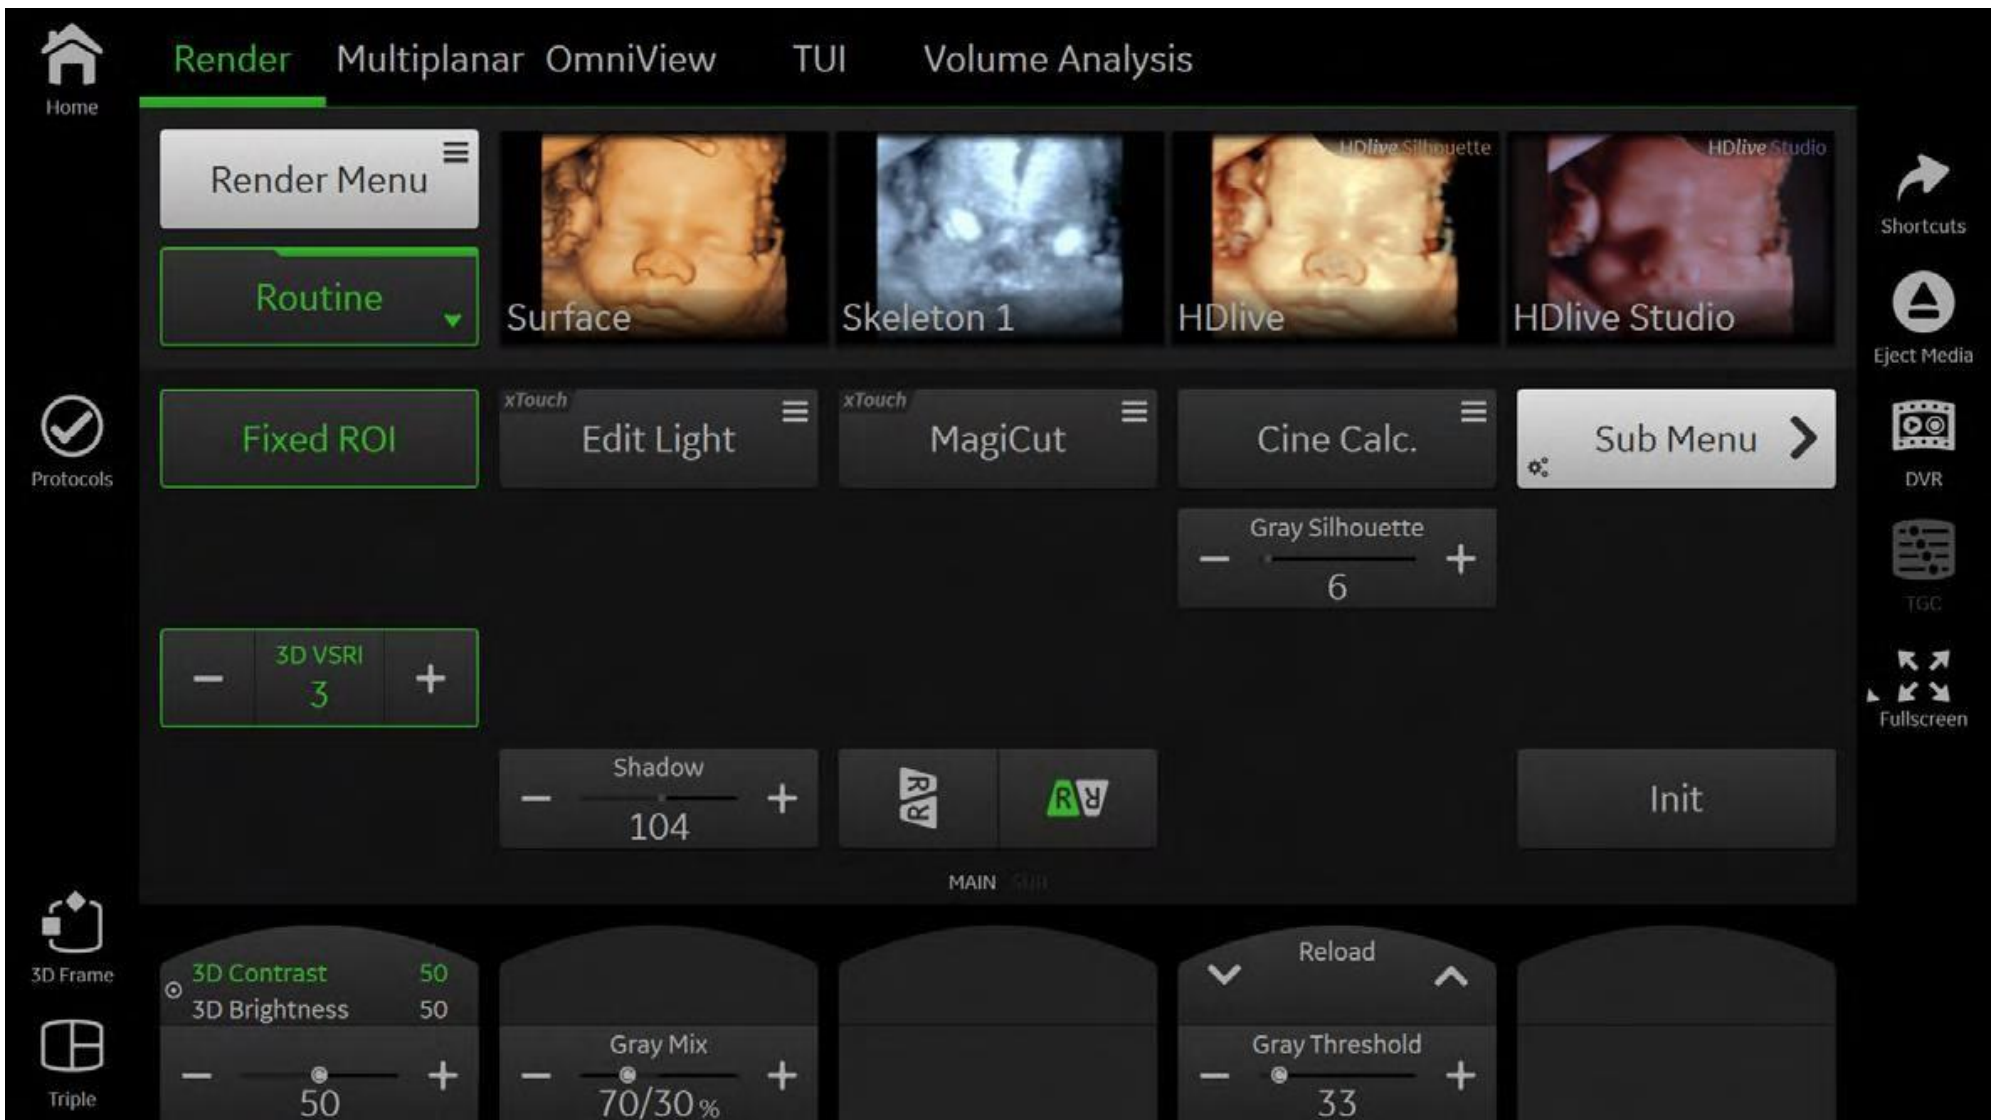 Render
Multiplanar
OmniView
TUI
Volume Analysis
Home
Render Menu
HDlive Silhouette
HDlive Studio
Shortcuts
Routine
Surface
Skeleton 1
HDlive
HDlive Studio
Eject Media
Fixed ROI
xTouch
Edit Light
xTouch
MagiCut
Cine Calc.
Sub Menu
Protocols
DVR
Gray Silhouette
6
TGC
3D VSRI
3
Fullscreen
Shadow
104
R
R
R
R
Init
MAIN SUB
3D Frame
3D Contrast 50
3D Brightness 50
Reload
Gray Mix
Gray Threshold
Triple
50
70/30 %
33